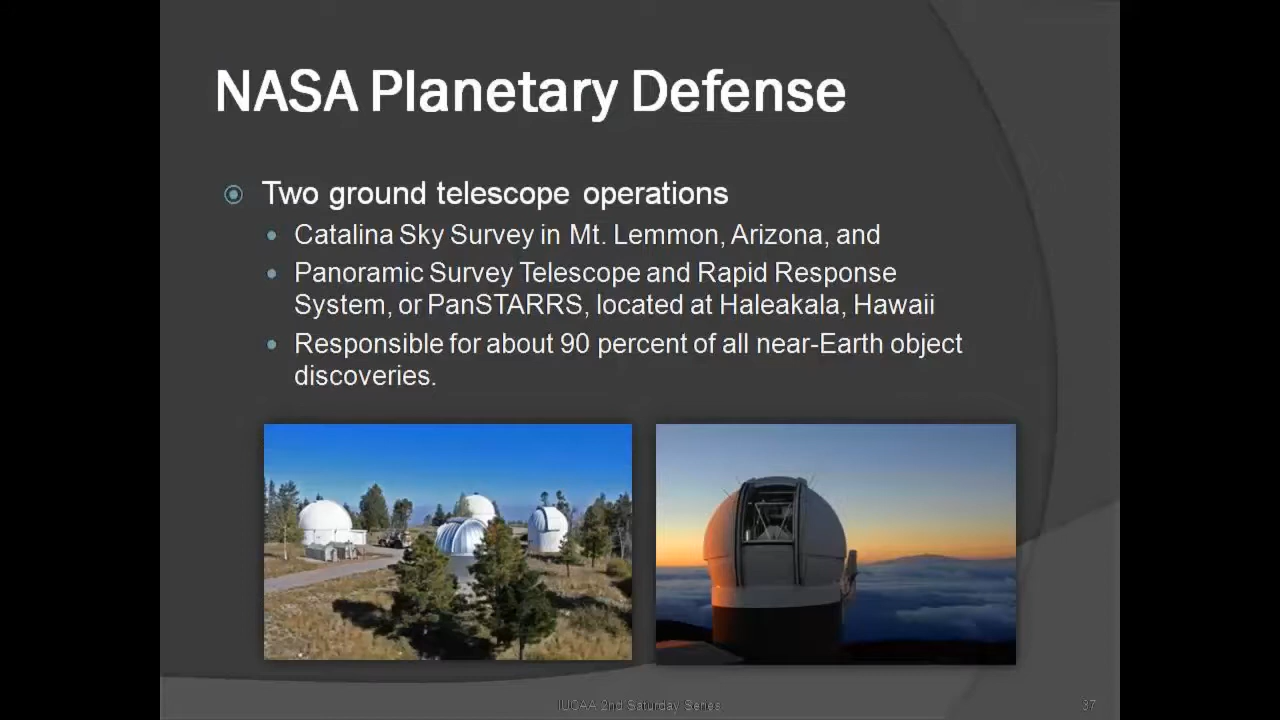 NASA Planetary Defense
Two ground telescope operations
Catalina Sky Survey in Mt. Lemmon, Arizona, and
Panoramic Survey Telescope and Rapid Response
System, or PanSTARRS, located at Haleakala, Hawaii
Responsible for about 90 percent of all near-Earth object
discoveries.
IUCAA 2nd Saturday Series
37